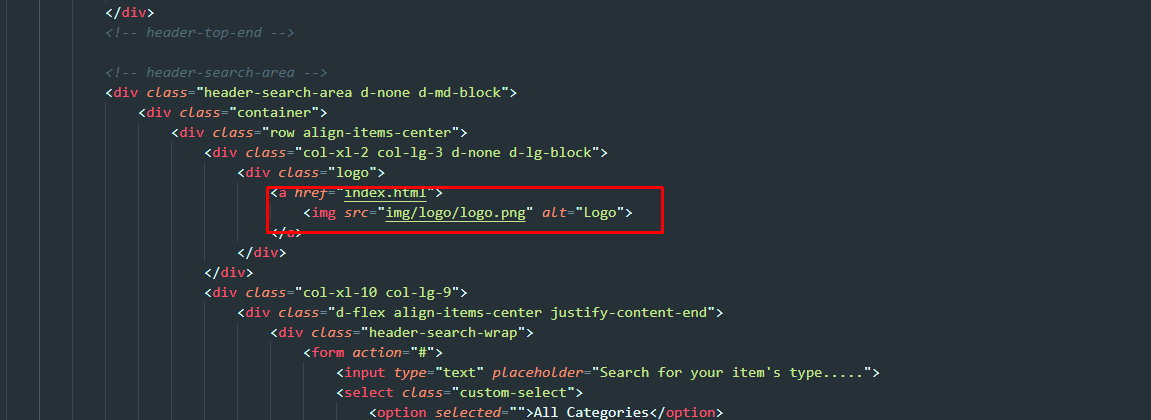 </div>
<!-- header-top-end -->
<!-- header-search-area -->
<div class="header-search-area d-none d-md-block">
<div class="container">
<div class="row align-items-center">
<div class="col-xl-2 col-lg-3 d-none d-lg-block">
<div class="logo">
<a href="index.html">
<img src="img/logo/logo.png" alt="Logo">
</a>
</div>
</div>
<div class="col-xl-10 col-lg-9">
<div class="d-flex align-items-center justify-content-end">
<div class="header-search-wrap">
<form action="#">
<input type="text" placeholder="Search for your item's type.....">
<select class="custom-select">
<option selected="">All Categories</option>